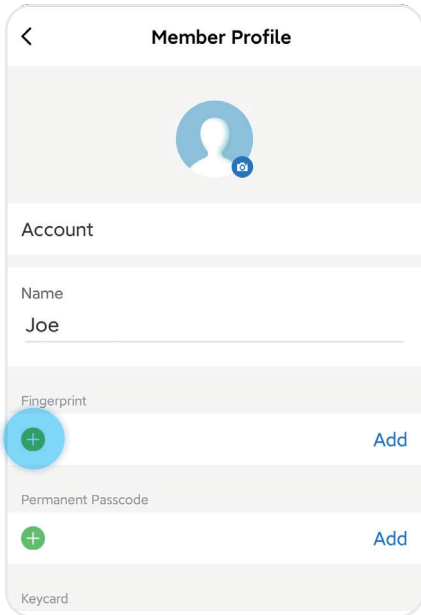 Member Profile
Account
Name
Joe
Fingerprint
Add
Permanent Passcode
Add
Keycard